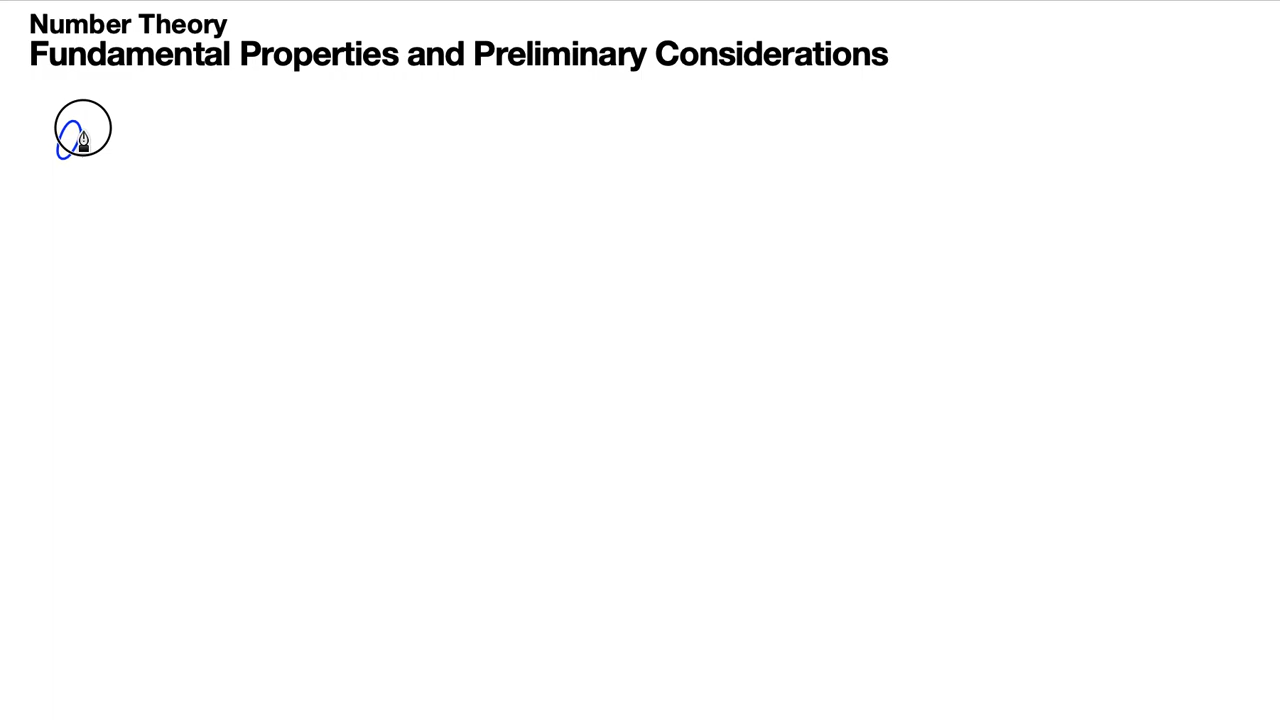 Number Theory
Fundamental Properties and Preliminary Considerations